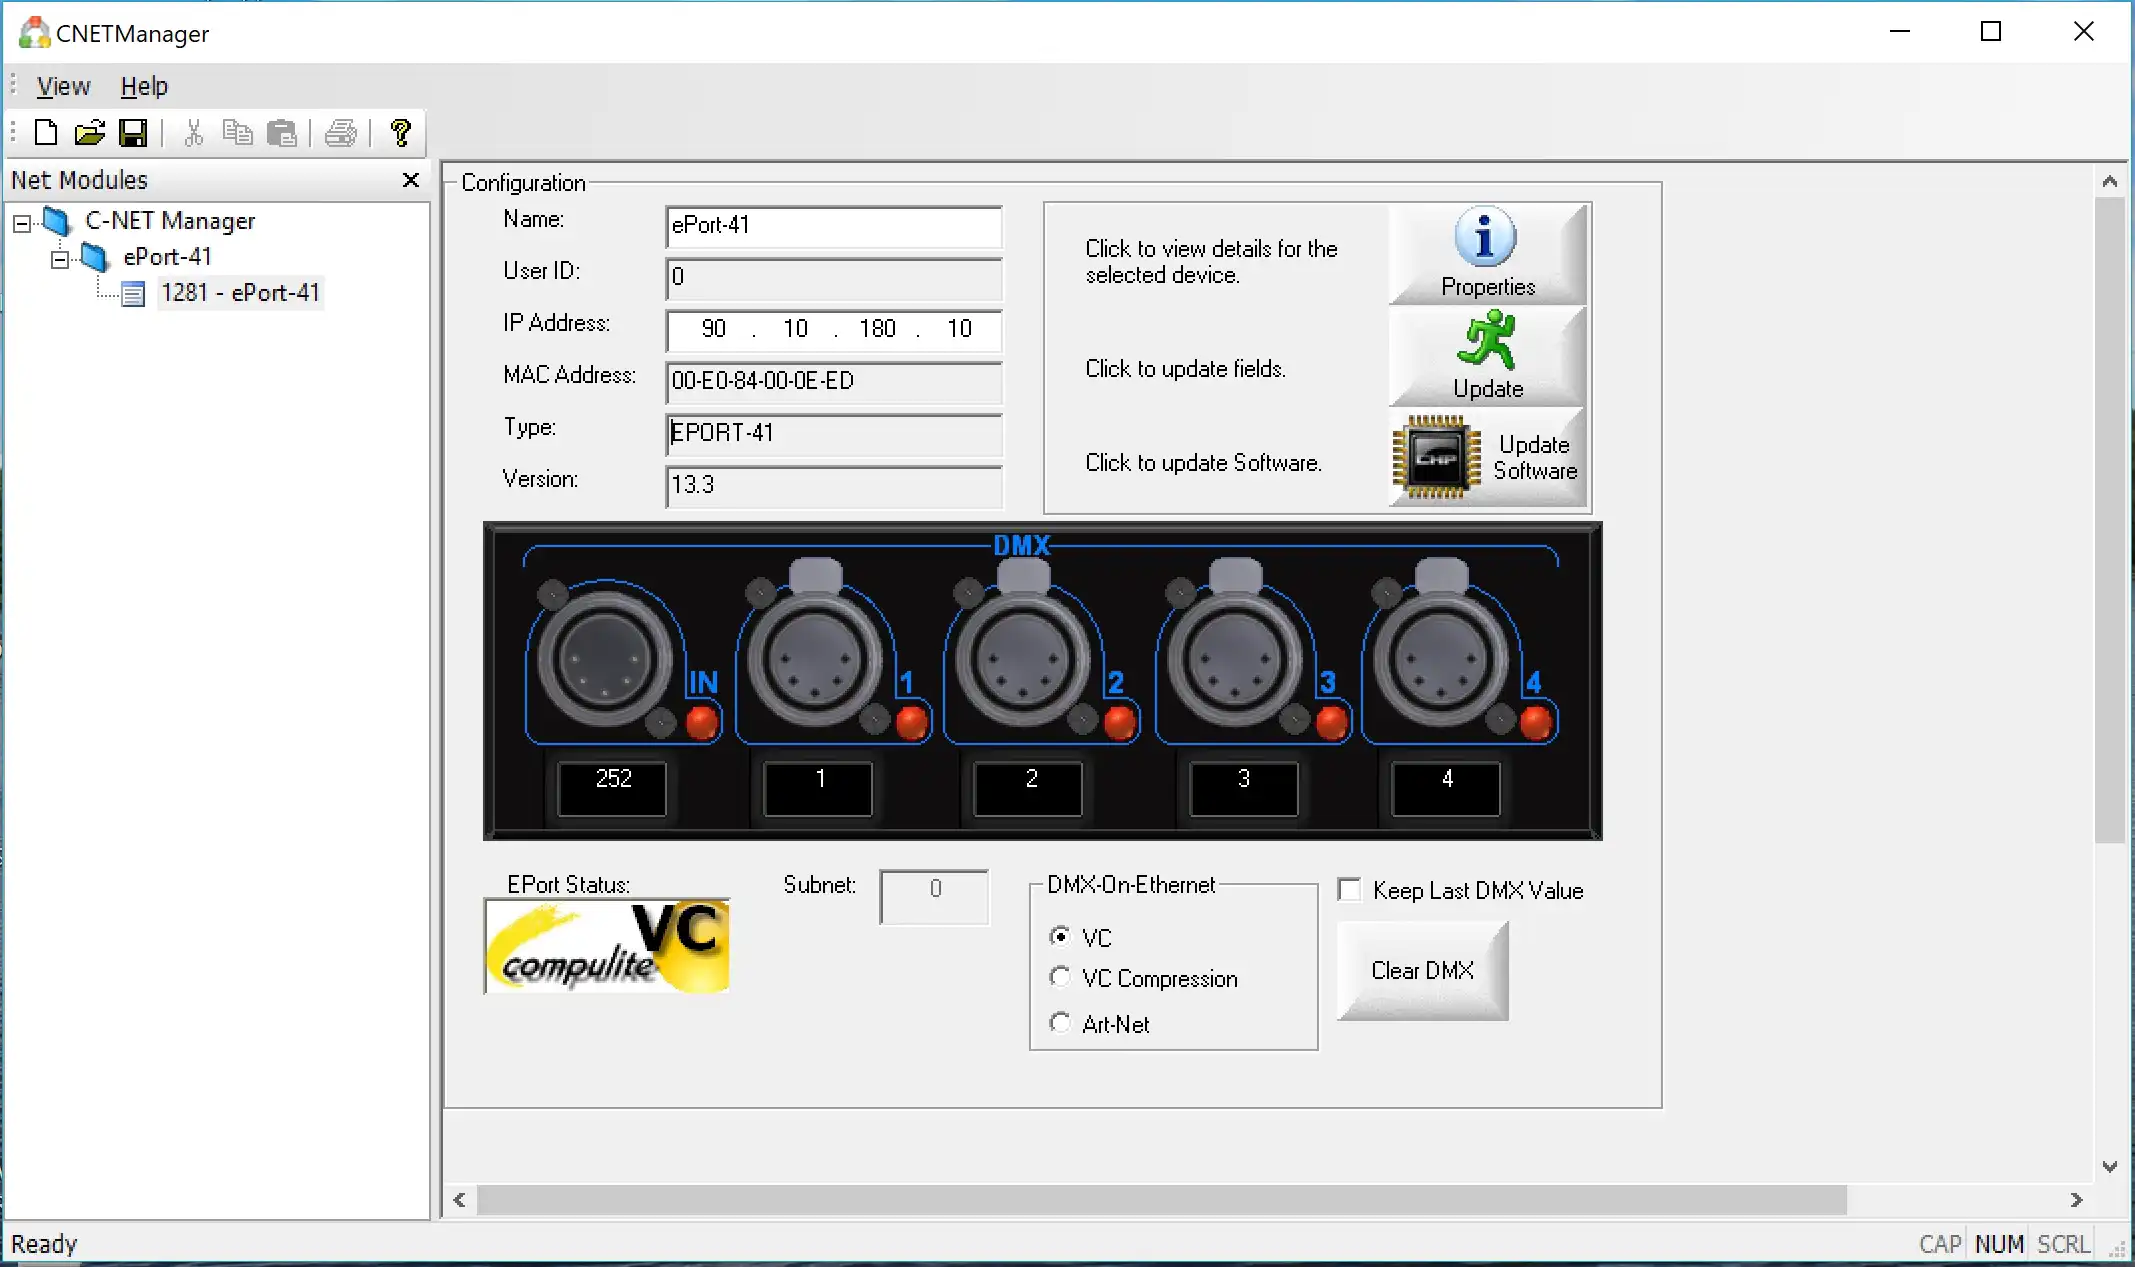 CNETManager
View Help
Net Modules
C-NET Manager
ePort-41
1281 - ePort-41
Configuration
Name: ePort-41
User ID: 0
IP Address: 90 . 10 . 180 . 10
MAC Address: 00-E0-84-00-0E-ED
Type: EPORT-41
Version: 13.3
Click to view details for the
selected device.
Properties
Click to update fields.
Update
Click to update Software.
CMP
Update
Software
DMX
IN 1 2 3 4
252 1 2 3 4
EPort Status:
compulite VC
Subnet: 0
DMX-On-Ethernet
VC
VC Compression
Art-Net
Keep Last DMX Value
Clear DMX
Ready
CAP NUM SCRL